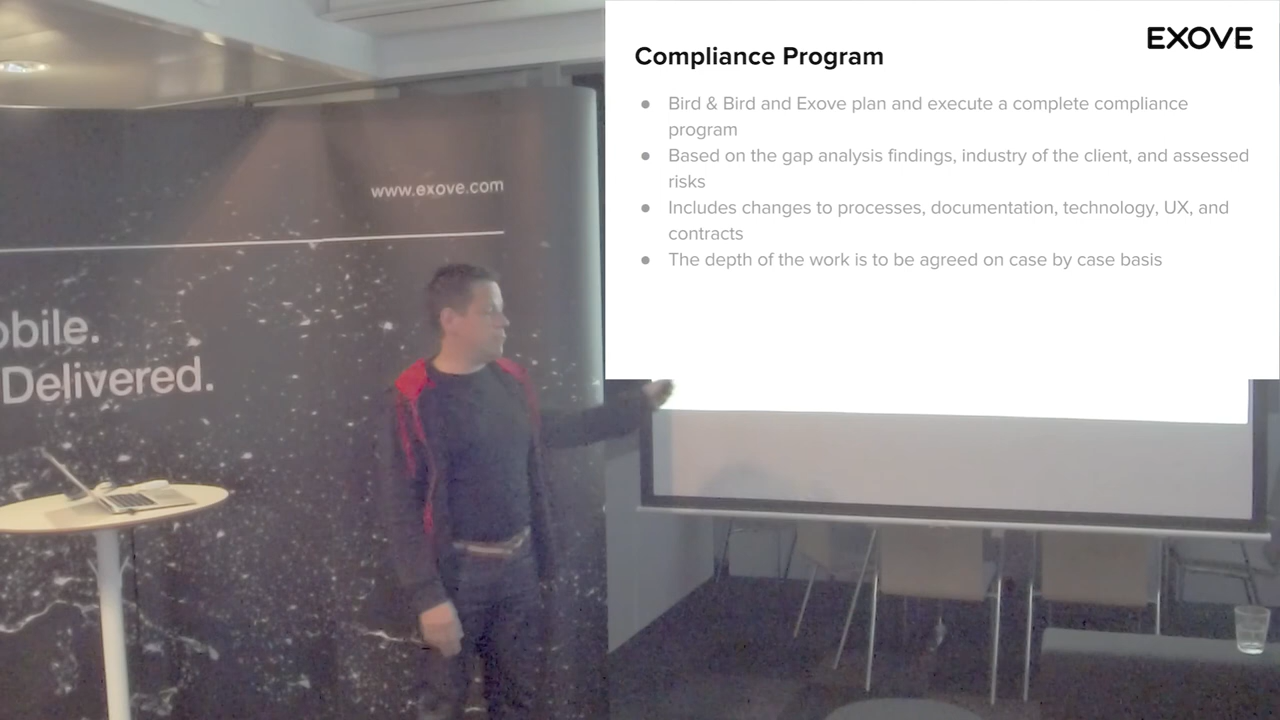 EXOVE
Compliance Program
● Bird & Bird and Exove plan and execute a complete compliance
program
● Based on the gap analysis findings, industry of the client, and assessed
risks
● Includes changes to processes, documentation, technology, UX, and
contracts
● The depth of the work is to be agreed on case by case basis
www.exove.com
obile.
Delivered.